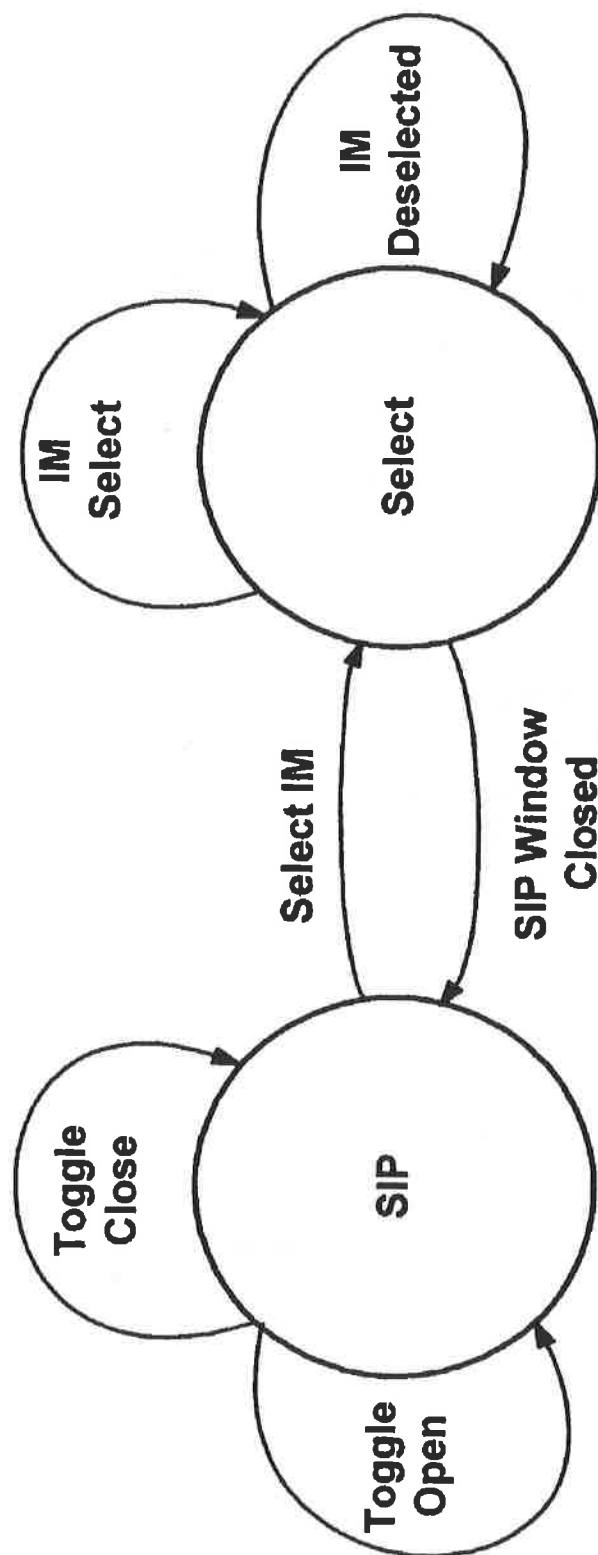 Toggle
Close
Toggle
Open
SIP
Select IM
SIP Window
Closed
IM
Select
Select
IM
Deselected